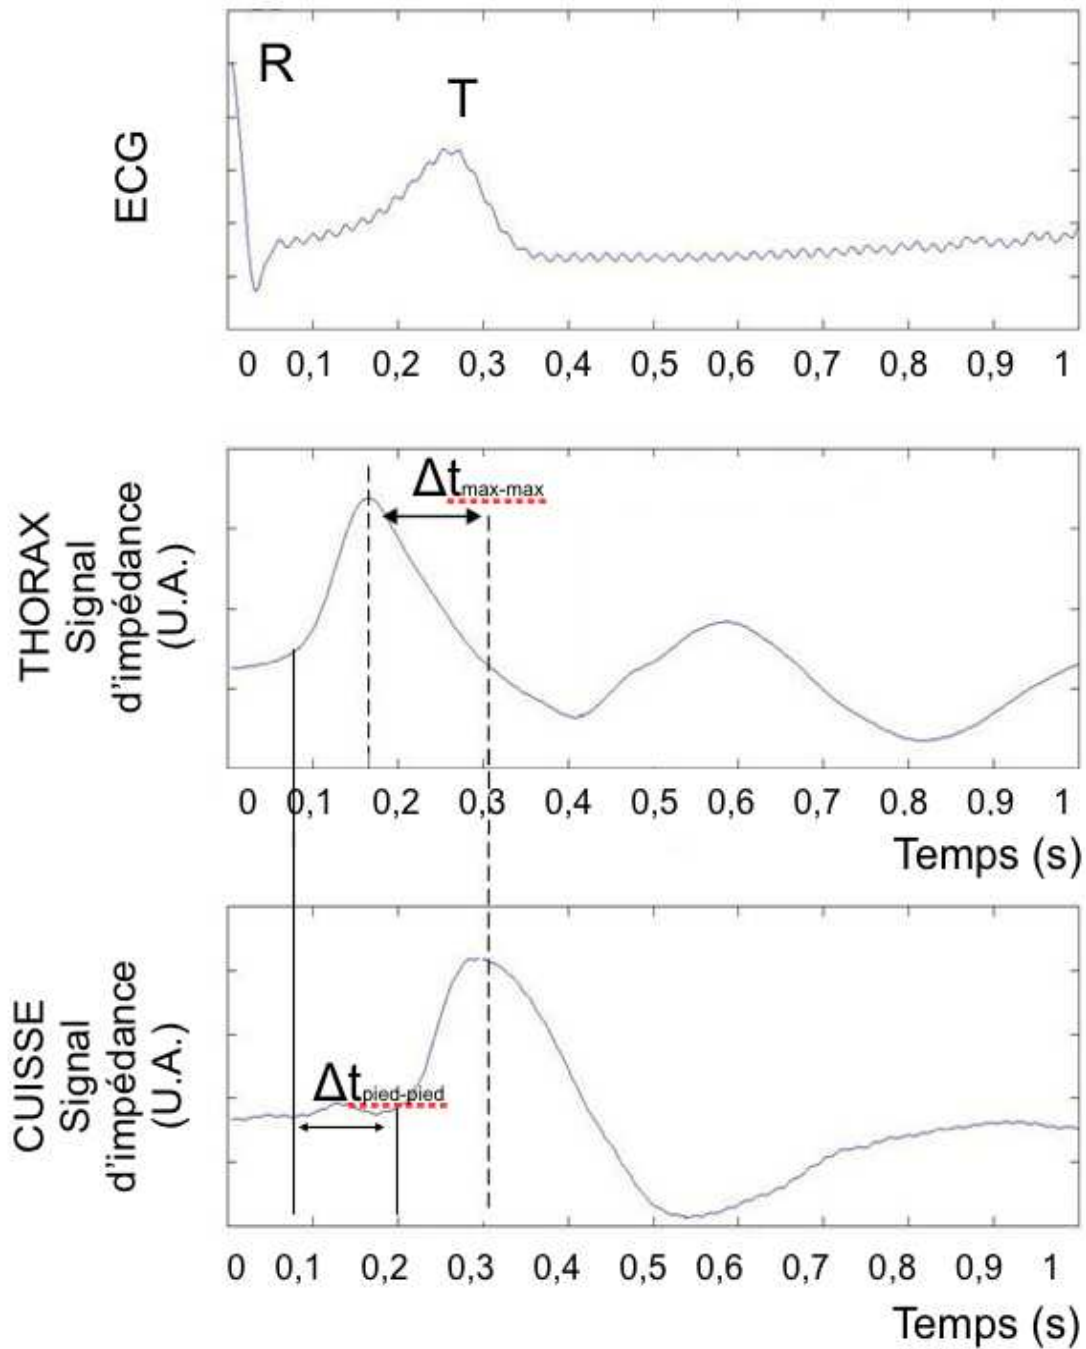 R
T
ECG
0 0,1 0,2 0,3 0,4 0,5 0,6 0,7 0,8 0,9 1
Δtmax-max
THORAX
Signal
d'impédance
(U.A.)
0 0,1 0,2 0,3 0,4 0,5 0,6 0,7 0,8 0,9 1
Temps (s)
Δtpied-pied
CUISSE
Signal
d'impédance
(U.A.)
0 0,1 0,2 0,3 0,4 0,5 0,6 0,7 0,8 0,9 1
Temps (s)